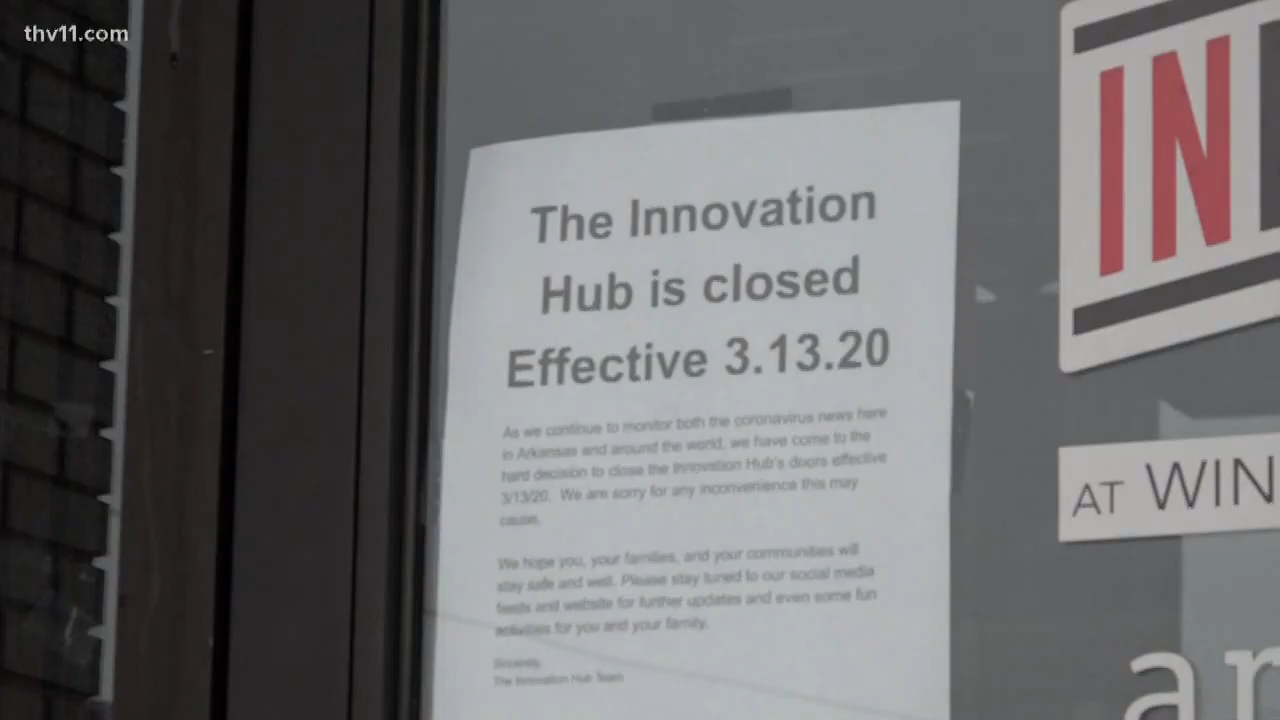 thv11.com
The Innovation
Hub is closed
Effective 3.13.20
As we continue to monitor both the coronavirus news here
in Arkansas and around the world, we have come to the
hard decision to close the Innovation Hub's doors effective
3/13/20. We are sorry for any inconvenience this may
cause.
We hope you, your families, and your communities will
stay safe and well. Please stay tuned to our social media
feeds and website for further updates and even some fun
activities for you and your family.
Sincerely,
The Innovation Hub Team
IN
AT WIN
ar